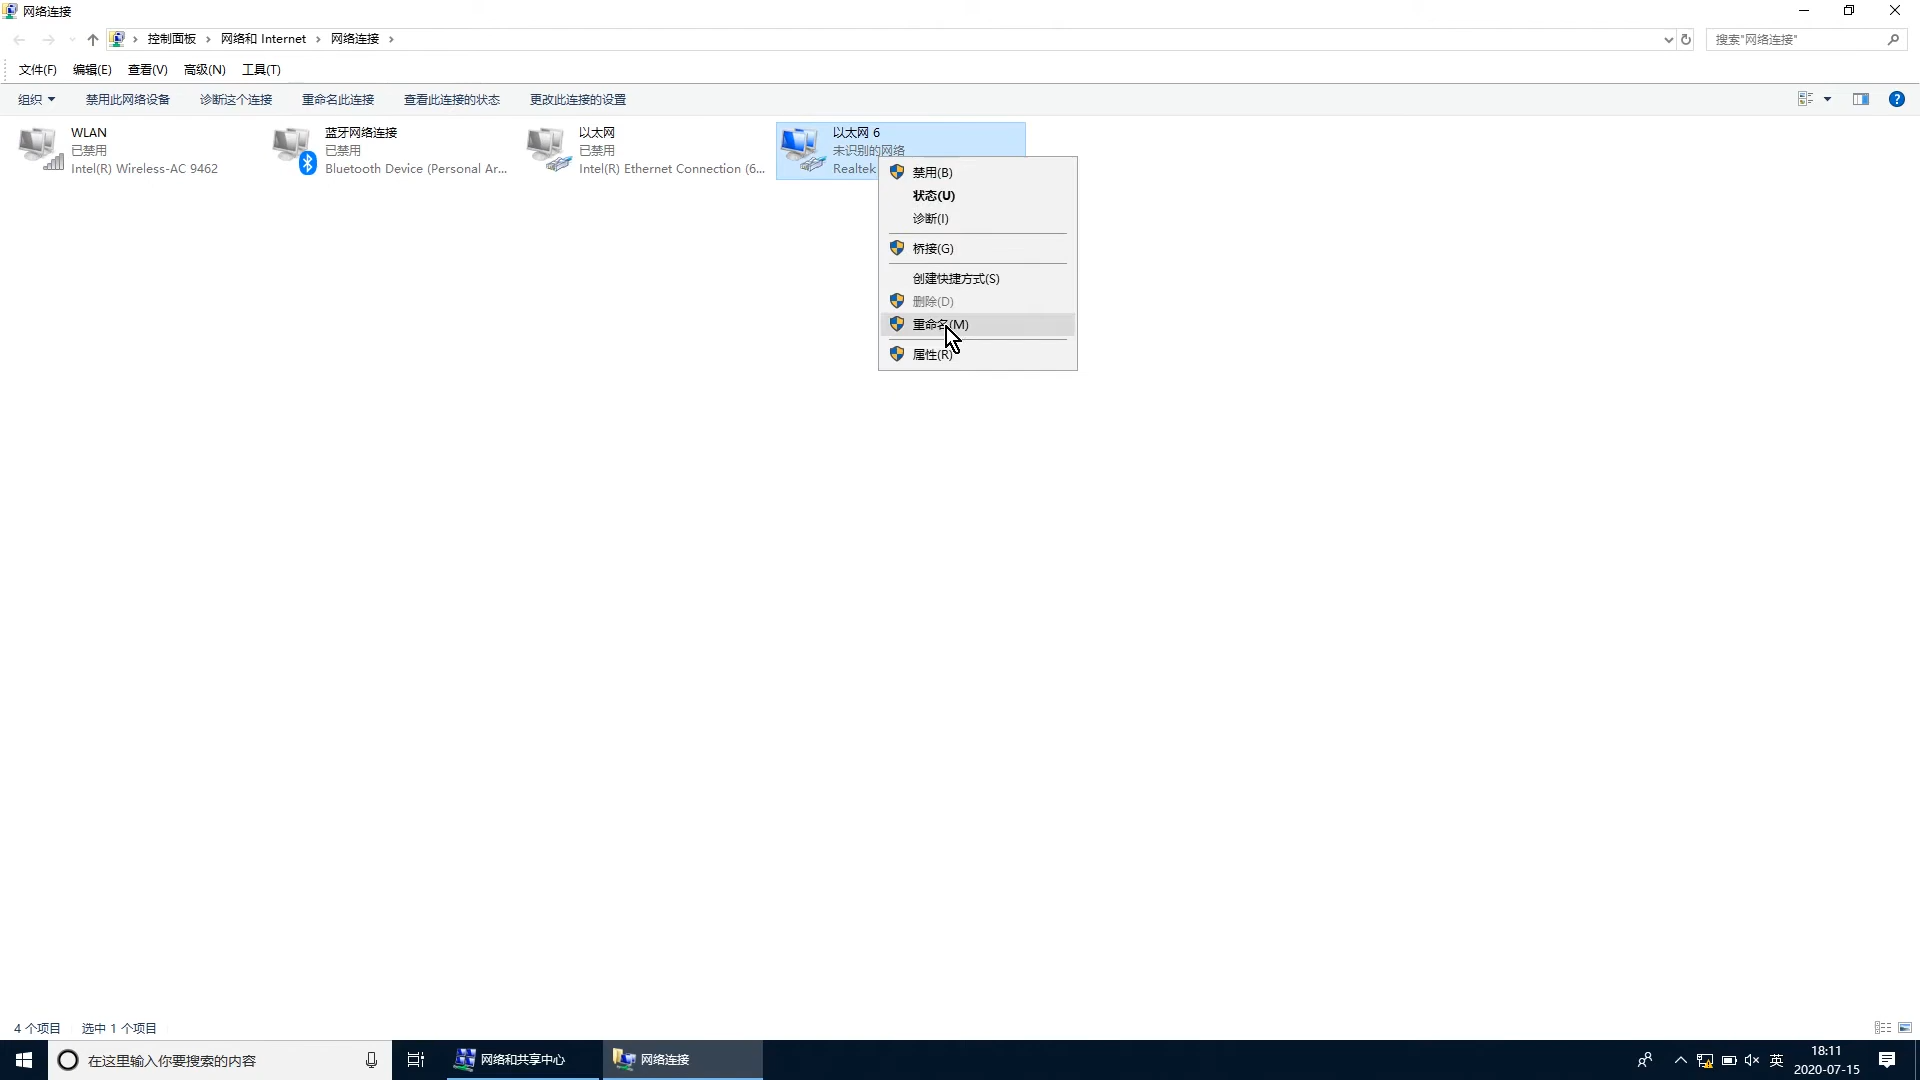 网络连接
控制面板 网络和 Internet 网络连接
搜索"网络连接"
文件(F) 编辑(E) 查看(V) 高级(N) 工具(T)
组织 禁用此网络设备 诊断这个连接 重命名此连接 查看此连接的状态 更改此连接的设置
WLAN
已禁用
Intel(R) Wireless-AC 9462
蓝牙网络连接
已禁用
Bluetooth Device (Personal Ar...
以太网
已禁用
Intel(R) Ethernet Connection (6...
以太网 6
未识别的网络
Realtek
禁用(B)
状态(U)
诊断(I)
桥接(G)
创建快捷方式(S)
删除(D)
重命名(M)
属性(R)
4 个项目 选中 1 个项目
在这里输入你要搜索的内容
网络和共享中心
网络连接
英
18:11
2020-07-15